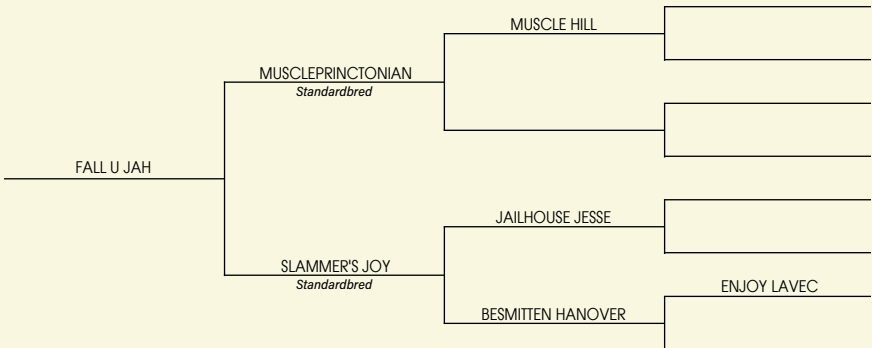 MUSCLE HILL
MUSCLEPRINCTONIAN
Standardbred
FALL U JAH
JAILHOUSE JESSE
SLAMMER'S JOY
Standardbred
ENJOY LAVEC
BESMITTEN HANOVER